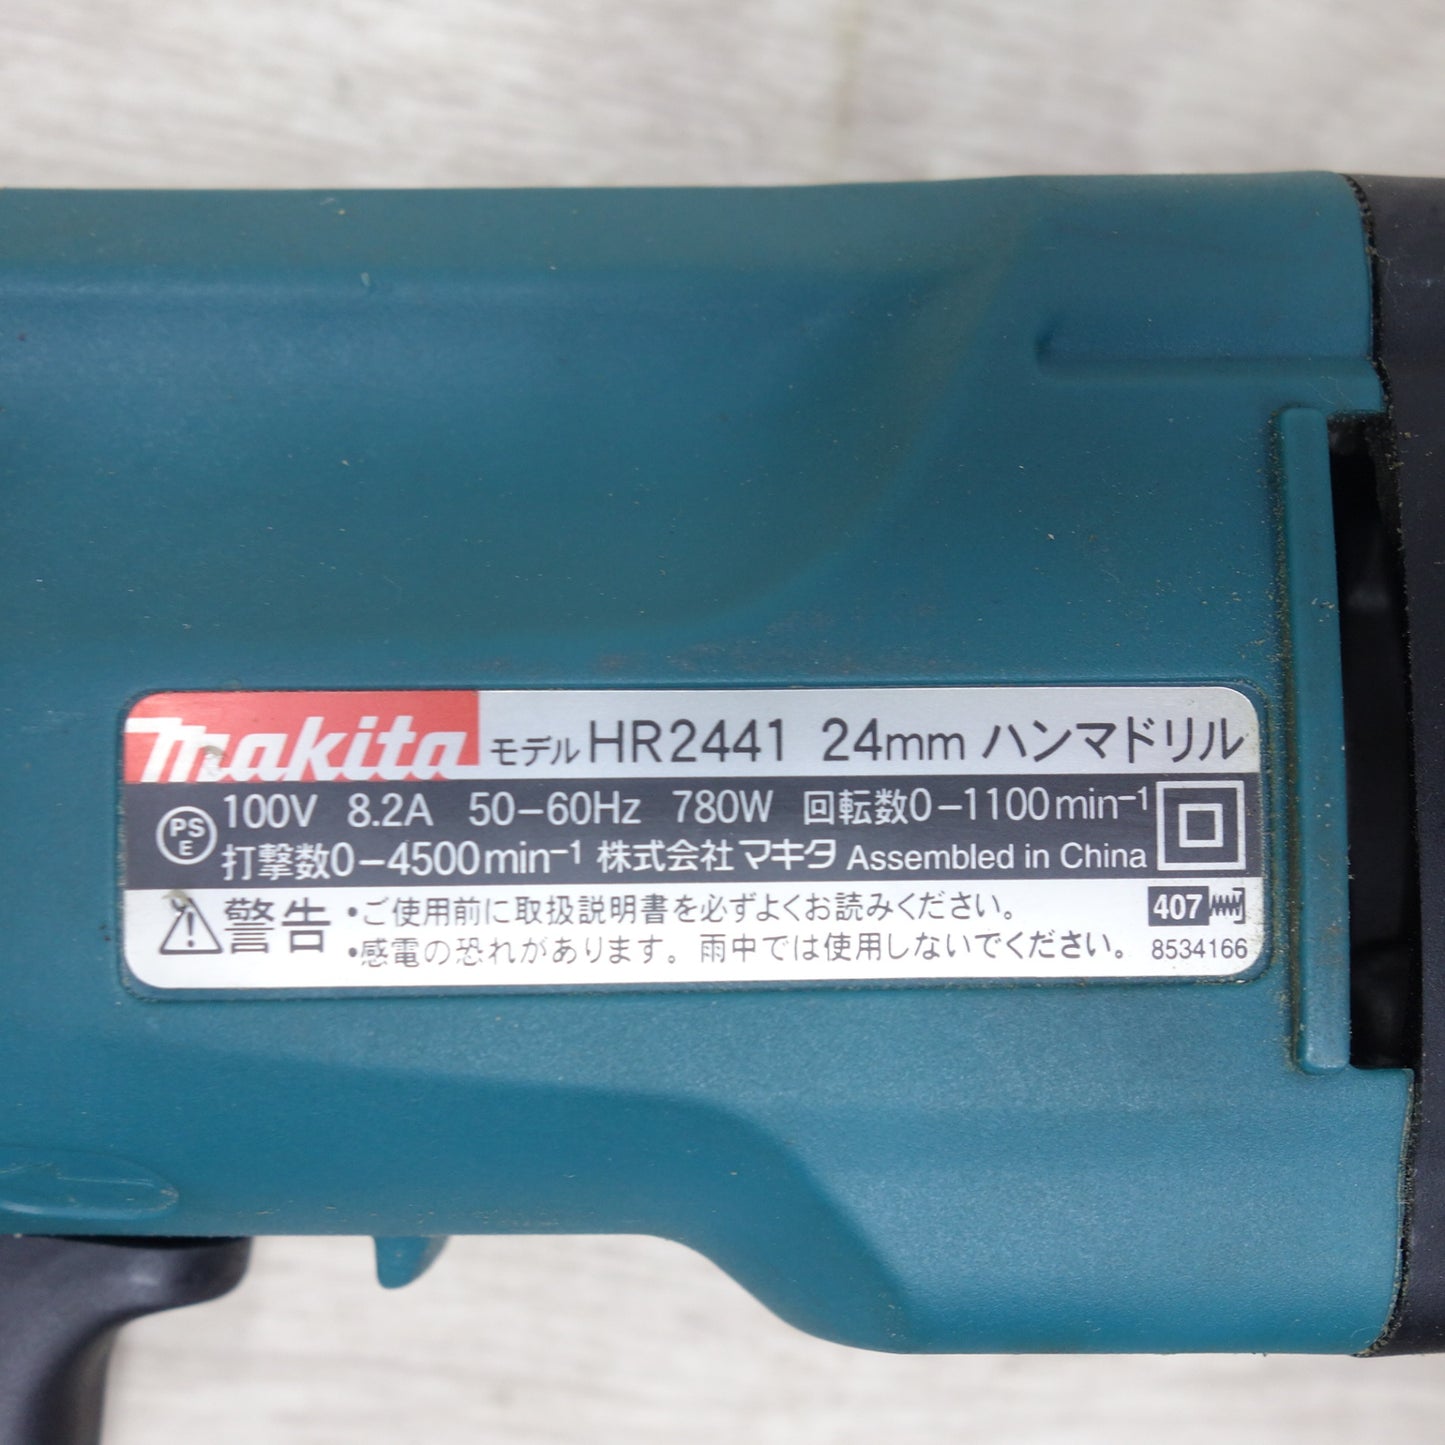 makita モデル HR2441 24mm ハンマドリル
PS E 100V 8.2A 50-60Hz 780W 回転数0-1100min⁻¹
打撃数0-4500min⁻¹ 株式会社マキタ Assembled in China
警告 •ご使用前に取扱説明書を必ずよくお読みください。
•感電の恐れがあります。雨中では使用しないでください。
407
8534166